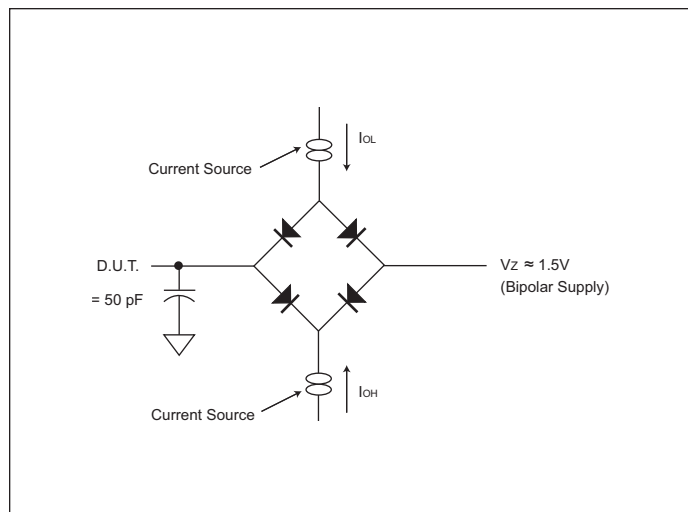 IOL
Current Source
D.U.T.
= 50 pF
Vz ≈ 1.5V
(Bipolar Supply)
IOH
Current Source